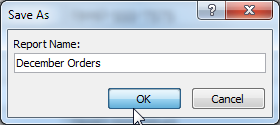 Save As
Report Name:
December Orders
OK
Cancel